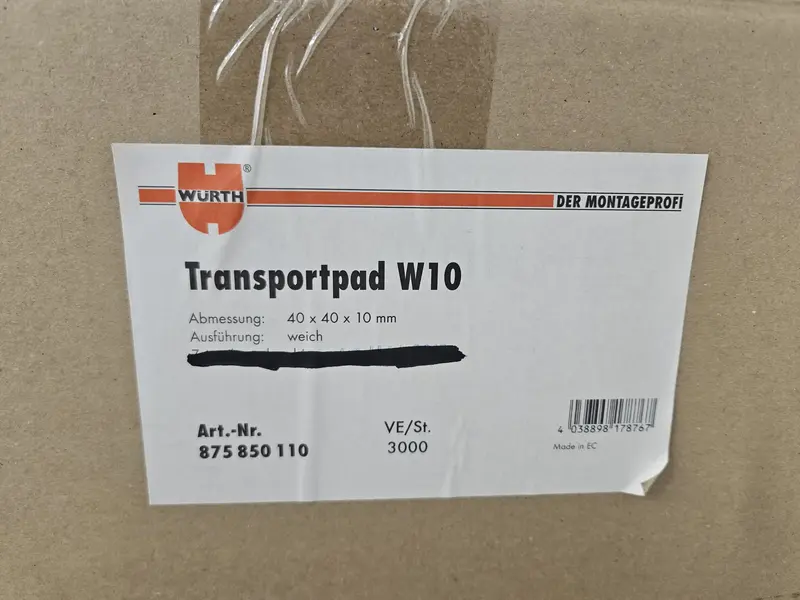 WÜRTH®
DER MONTAGEPROFI
Transportpad W10
Abmessung: 40 x 40 x 10 mm
Ausführung: weich
Art.-Nr. VE/St.
875 850 110 3000
4 038898 178767
Made in EC